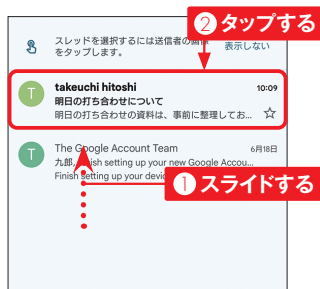 スレッドを選択するには送信者の画像
をタップします。
表示しない
②タップする
T
takeuchi hitoshi
10:09
明日の打ち合わせについて
明日の打ち合わせの資料は、事前に整理してお...
T
The Google Account Team
6月18日
九郎, Finish setting up your new Google Accou...
Finish setting up your devic
①スライドする